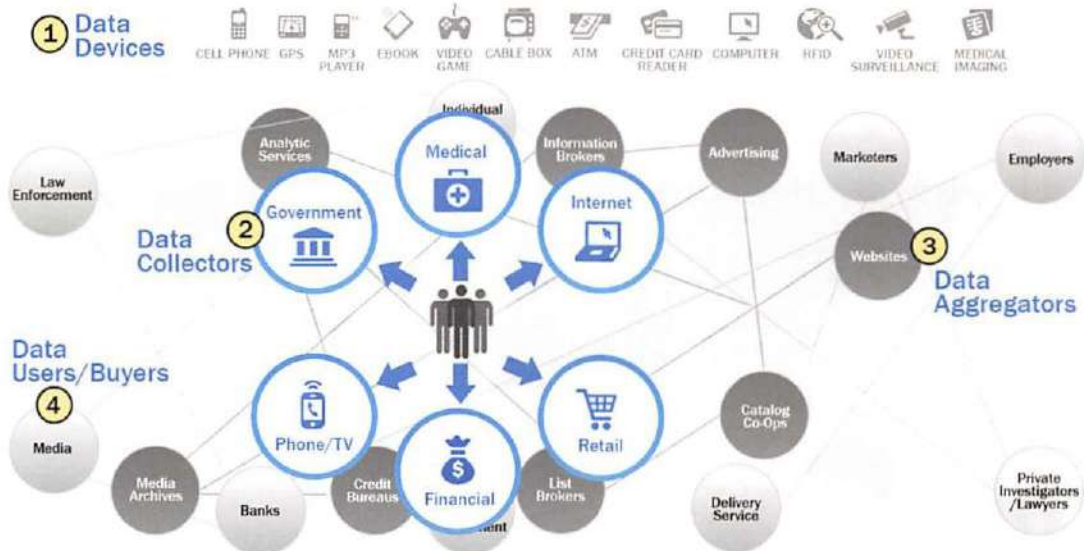 1 Data
Devices
CELL PHONE
GPS
MP3
PLAYER
EBOOK
VIDEO
GAME
CABLE BOX
ATM
CREDIT CARD
READER
COMPUTER
RFID
VIDEO
SURVEILLANCE
MEDICAL
IMAGING
Individual
Analytic
Services
Medical
Information
Brokers
Advertising
Marketers
Employers
Law
Enforcement
2
Government
Data
Collectors
Internet
Websites
3
Data
Aggregators
Data
Users/Buyers
4
Media
Phone/TV
Retail
Catalog
Co-Ops
Media
Archives
Banks
Credit
Bureaus
$
Financial
List
Brokers
Delivery
Service
Private
Investigators
/Lawyers